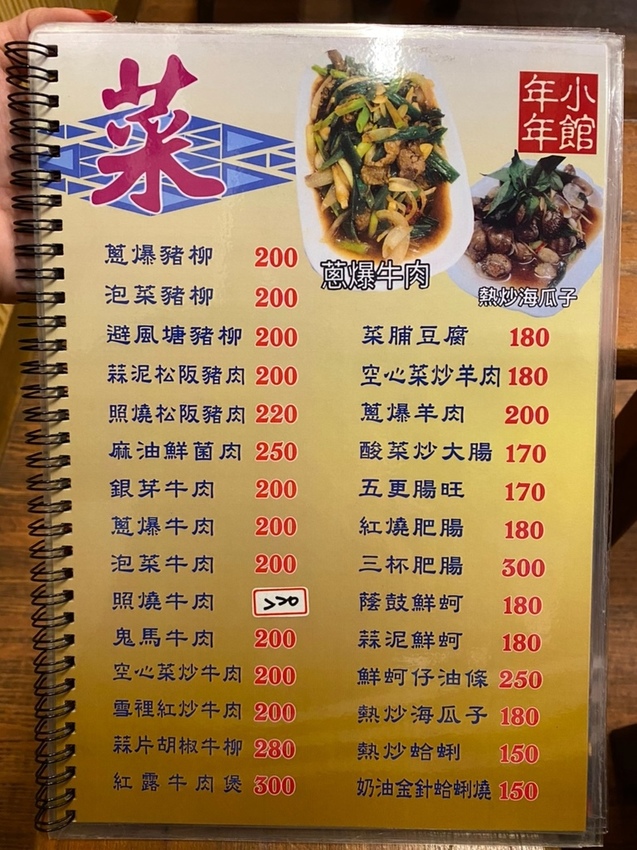 菜
年年小館
蔥爆牛肉
熱炒海瓜子
蔥爆豬柳 200
泡菜豬柳 200
避風塘豬柳 200
蒜泥松阪豬肉 200
照燒松阪豬肉 220
麻油鮮菌肉 250
銀芽牛肉 200
蔥爆牛肉 200
泡菜牛肉 200
照燒牛肉 220
鬼馬牛肉 200
空心菜炒牛肉 200
雪裡紅炒牛肉 200
蒜片胡椒牛柳 280
紅露牛肉煲 300
菜脯豆腐 180
空心菜炒羊肉 180
蔥爆羊肉 200
酸菜炒大腸 170
五更腸旺 170
紅燒肥腸 180
三杯肥腸 300
蔭鼓鮮蚵 180
蒜泥鮮蚵 180
鮮蚵仔油條 250
熱炒海瓜子 180
熱炒蛤蜊 150
奶油金針蛤蜊燒 150